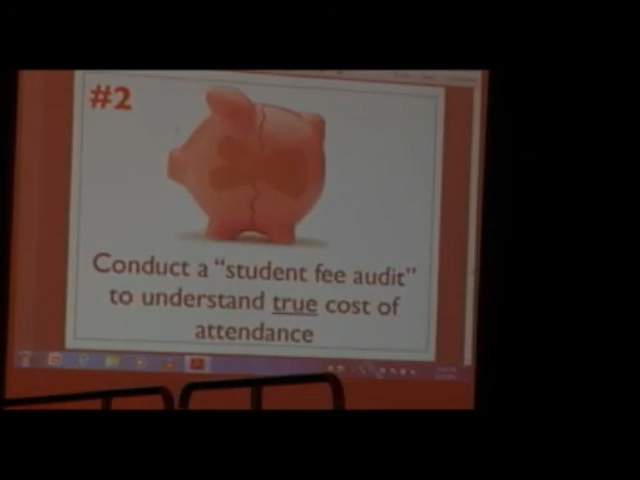 #2
Conduct a “student fee audit”
to understand true cost of
attendance